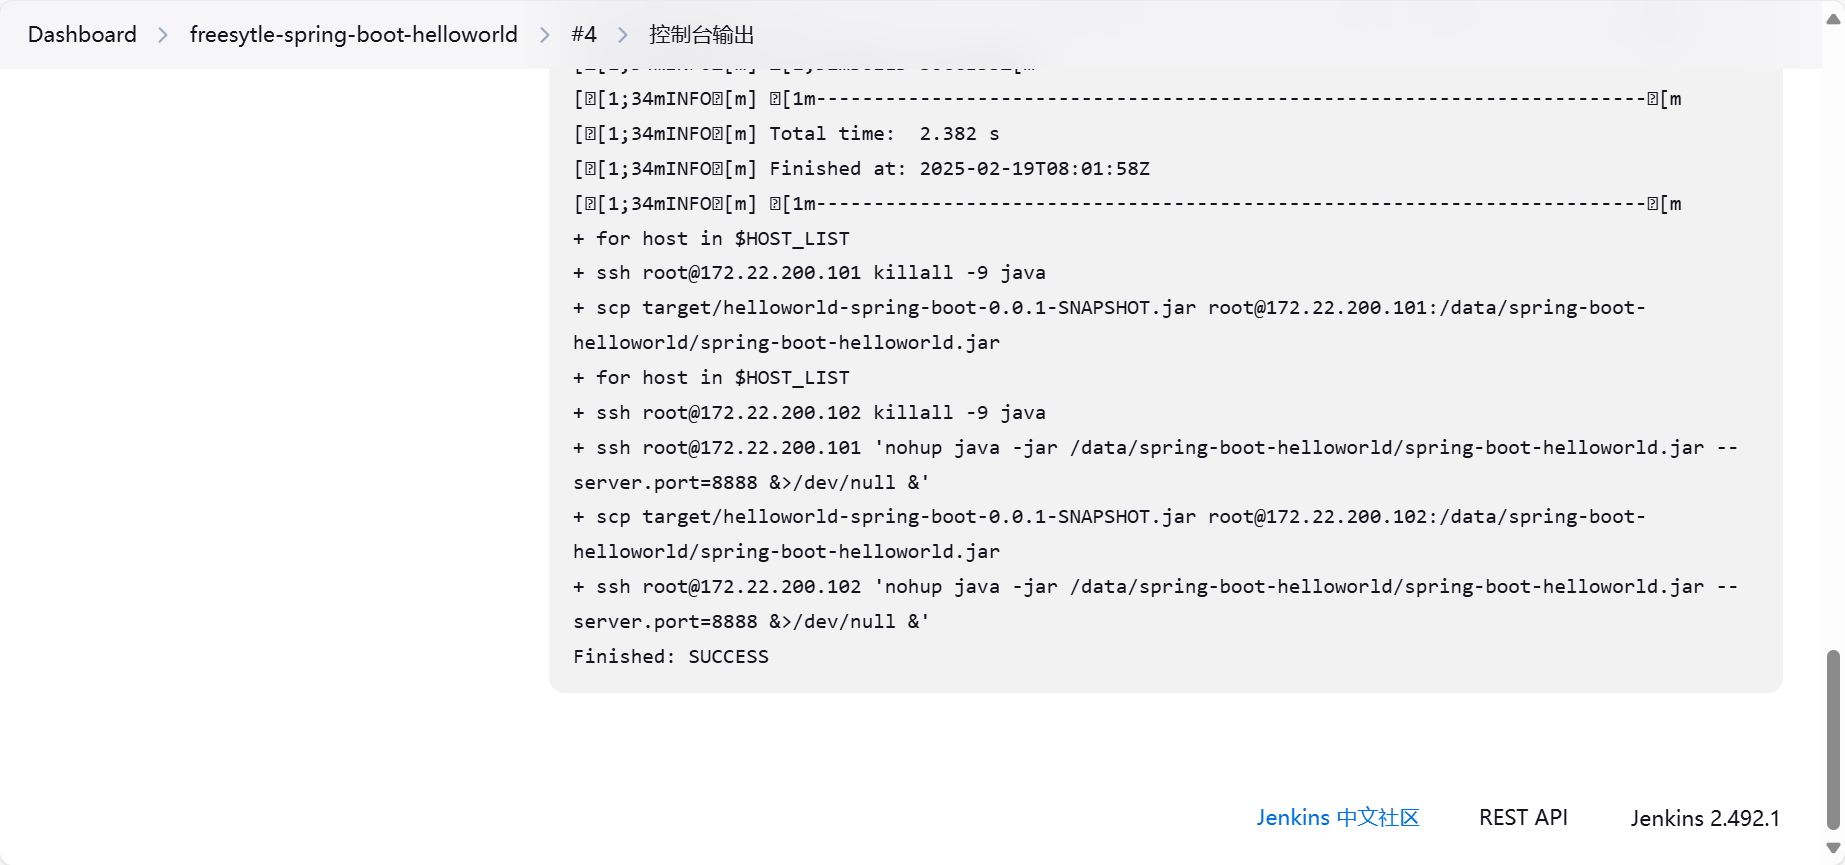 Dashboard > freesytle-spring-boot-helloworld > #4 > 控制台输出
[[1;34mINFO[m] [1m------------------------------------------------------------------------[m
[[1;34mINFO[m] Total time:  2.382 s
[[1;34mINFO[m] Finished at: 2025-02-19T08:01:58Z
[[1;34mINFO[m] [1m------------------------------------------------------------------------[m
+ for host in $HOST_LIST
+ ssh root@172.22.200.101 killall -9 java
+ scp target/helloworld-spring-boot-0.0.1-SNAPSHOT.jar root@172.22.200.101:/data/spring-boot-
helloworld/spring-boot-helloworld.jar
+ for host in $HOST_LIST
+ ssh root@172.22.200.102 killall -9 java
+ ssh root@172.22.200.101 'nohup java -jar /data/spring-boot-helloworld/spring-boot-helloworld.jar --
server.port=8888 &>/dev/null &'
+ scp target/helloworld-spring-boot-0.0.1-SNAPSHOT.jar root@172.22.200.102:/data/spring-boot-
helloworld/spring-boot-helloworld.jar
+ ssh root@172.22.200.102 'nohup java -jar /data/spring-boot-helloworld/spring-boot-helloworld.jar --
server.port=8888 &>/dev/null &'
Finished: SUCCESS
Jenkins 中文社区 REST API Jenkins 2.492.1